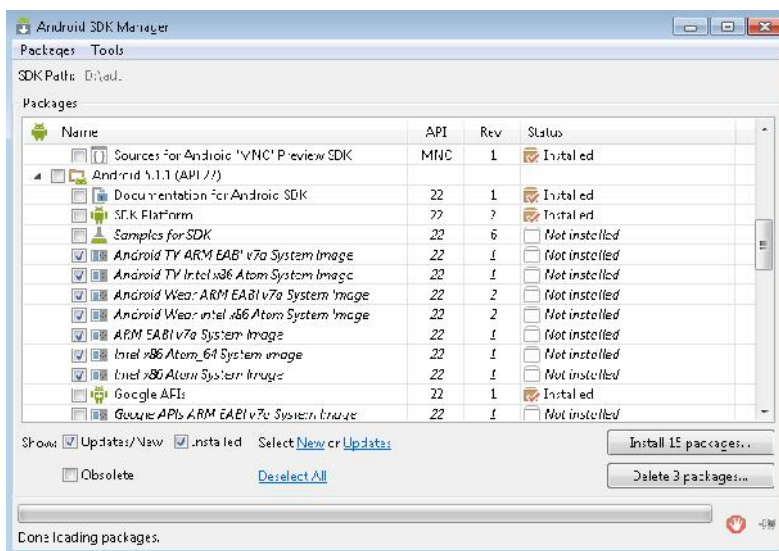 Android SDK Manager
Packages Tools
SDK Path:
Packages
Name API Rev Status
Sources for Android 'MNC' Preview SDK MNC 1 Installed
Android 5.1.1 (API 22)
Documentation for Android SDK 22 1 Installed
SDK Platform 22 2 Installed
Samples for SDK 22 6 Not installed
Android TV ARM EABI v7a System Image 22 1 Not installed
Android TV Intel x86 Atom System Image 22 1 Not installed
Android Wear ARM EABI v7a System Image 22 2 Not installed
Android Wear Intel x86 Atom System Image 22 2 Not installed
ARM EABI v7a System Image 22 1 Not installed
Intel x86 Atom_64 System Image 22 1 Not installed
Intel x86 Atom System Image 22 1 Not installed
Google APIs 22 1 Installed
Google APIs ARM EABI v7a System Image 22 1 Not installed
Show: Updates/New Installed Select New or Updates Install 15 packages...
Obsolete Deselect All Delete 3 packages...
Done loading packages.